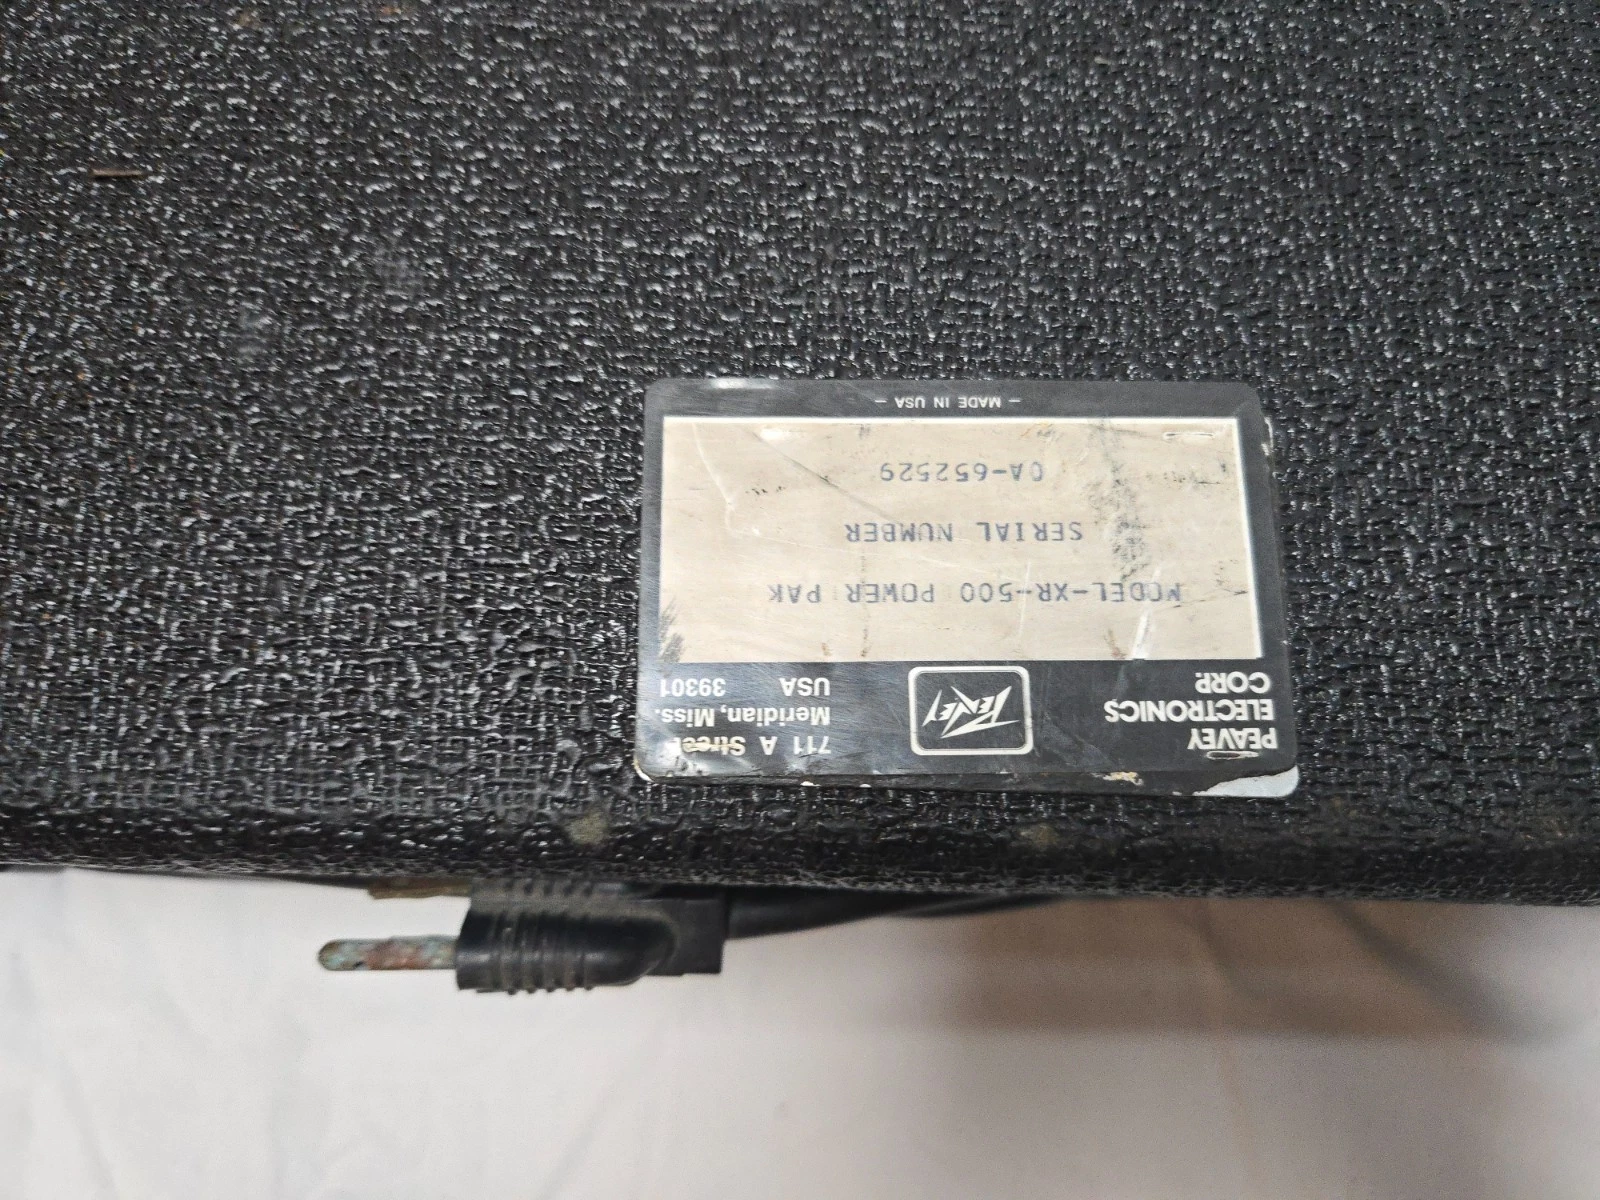 PEAVEY
ELECTRONICS
CORP.
PEAVEY
711 A Street
Meridian, Miss.
USA 39301
MODEL-XR-500 POWER PAK
SERIAL NUMBER
0A-652529
— MADE IN USA —